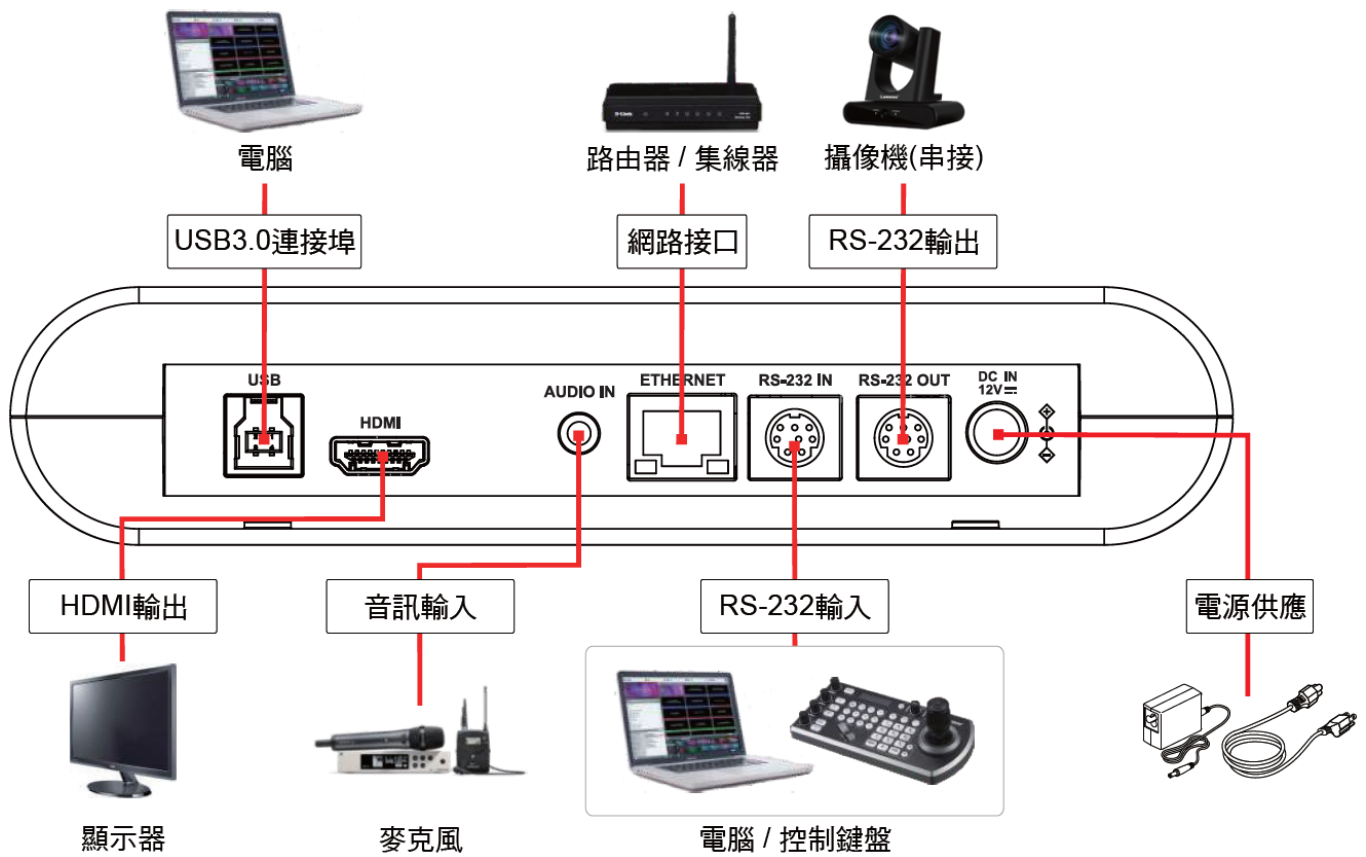 電腦
路由器 / 集線器
攝像機(串接)
USB3.0連接埠
網路接口
RS-232輸出
USB
HDMI
AUDIO IN
ETHERNET
RS-232 IN
RS-232 OUT
DC IN
12V
HDMI輸出
音訊輸入
RS-232輸入
電源供應
顯示器
麥克風
電腦 / 控制鍵盤